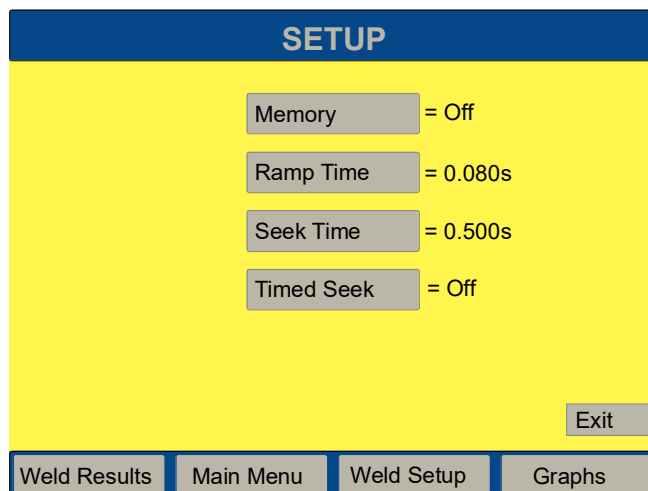 SETUP
Memory = Off
Ramp Time = 0.080s
Seek Time = 0.500s
Timed Seek = Off
Exit
Weld Results Main Menu Weld Setup Graphs